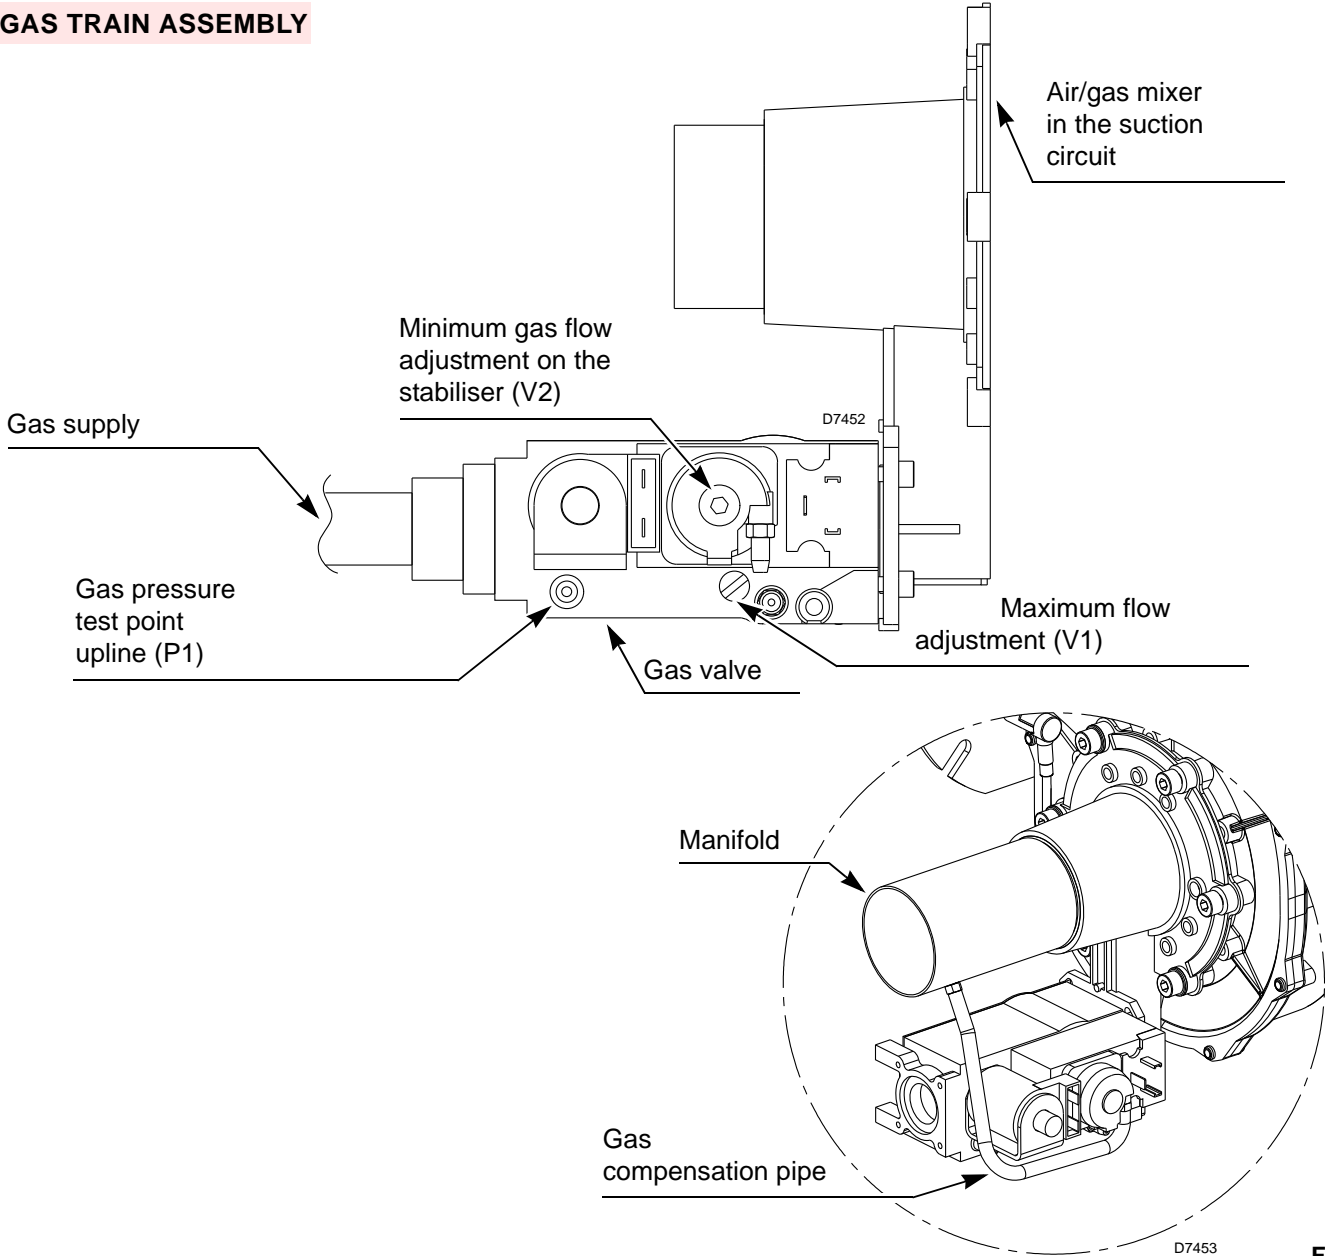 GAS TRAIN ASSEMBLY
Air/gas mixer
in the suction
circuit
Minimum gas flow
adjustment on the
stabiliser (V2)
D7452
Gas supply
Gas pressure
test point
upline (P1)
Maximum flow
adjustment (V1)
Gas valve
Manifold
Gas
compensation pipe
D7453